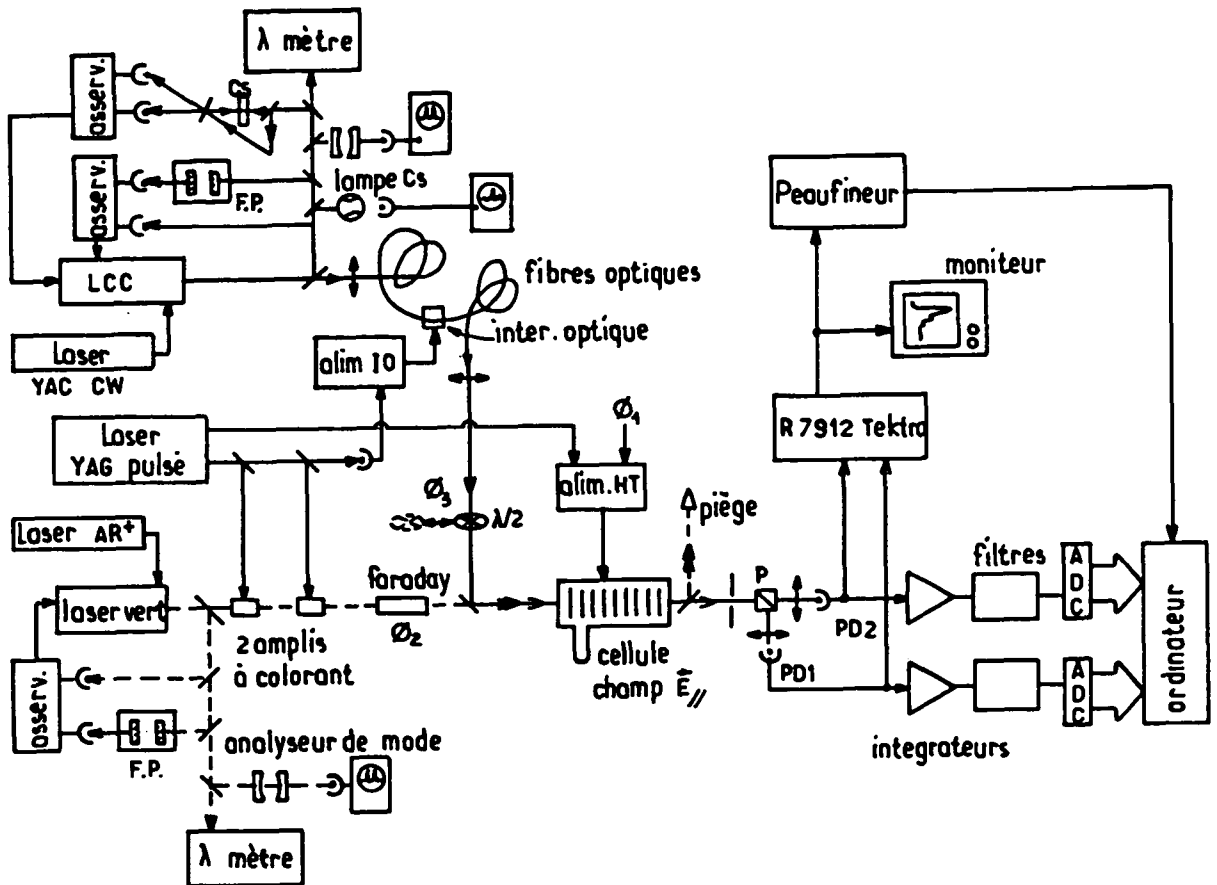 λ mètre
asserv.
Cs
asserv.
F.P.
lampe Cs
LCC
fibres optiques
inter. optique
Laser
YAC CW
alim IO
Laser
YAG pulsé
Ø₁
alim. HT
Ø₃
λ/2
piège
Peaufineur
moniteur
R 7912 Tektro
Laser AR⁺
laser vert
faraday
Ø₂
2 amplis
à colorant
cellule
champ E⃗//
P
PD2
PD1
filtres
ADC
ADC
integrateurs
ordinateur
asserv.
F.P.
analyseur de mode
λ mètre